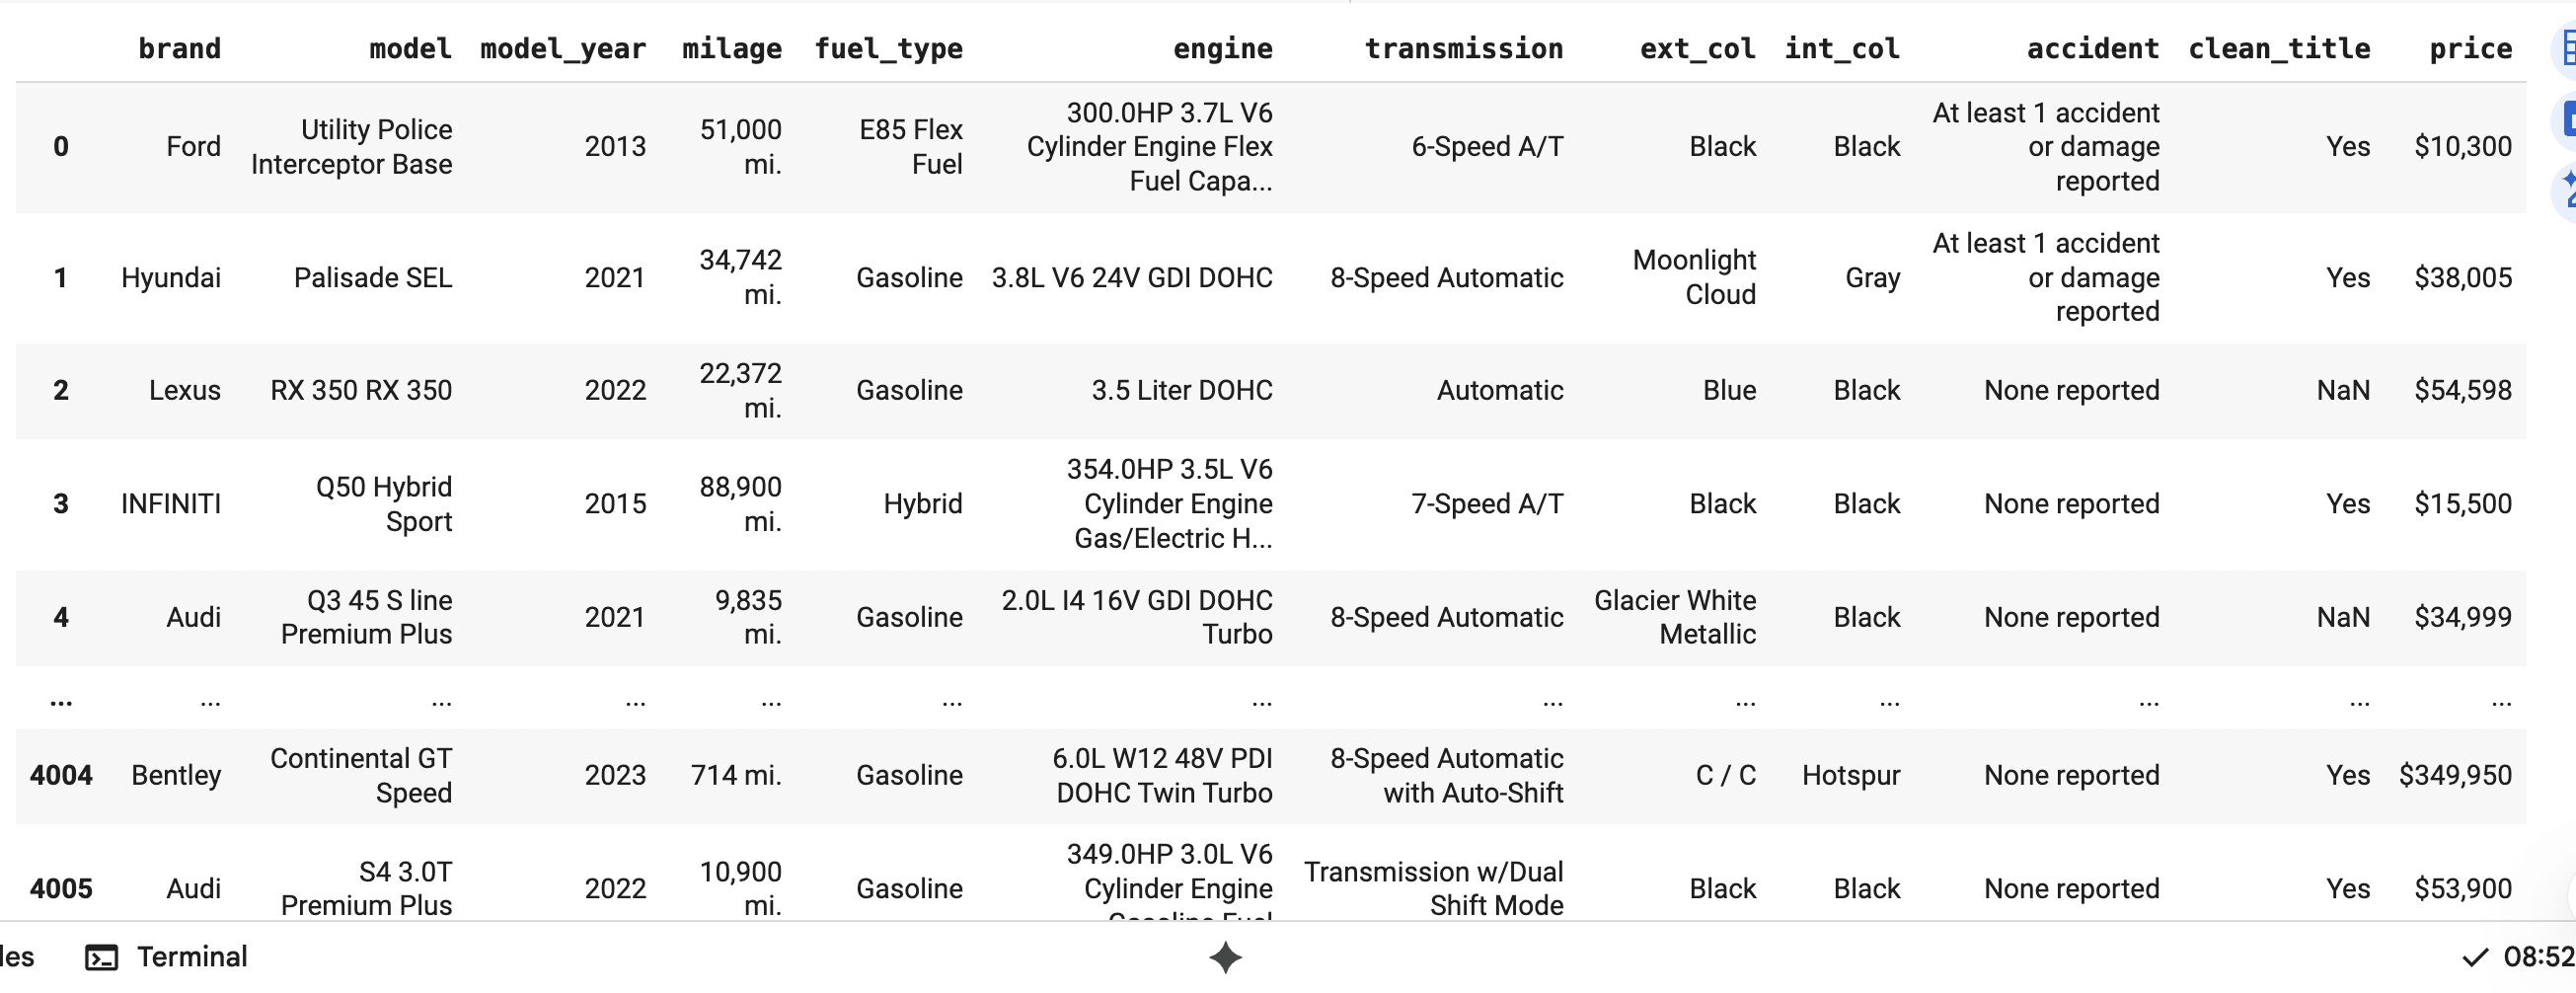 brand model model_year milage fuel_type engine transmission ext_col int_col accident clean_title price
0 Ford Utility Police Interceptor Base 2013 51,000 mi. E85 Flex Fuel 300.0HP 3.7L V6 Cylinder Engine Flex Fuel Capa... 6-Speed A/T Black Black At least 1 accident or damage reported Yes $10,300
1 Hyundai Palisade SEL 2021 34,742 mi. Gasoline 3.8L V6 24V GDI DOHC 8-Speed Automatic Moonlight Cloud Gray At least 1 accident or damage reported Yes $38,005
2 Lexus RX 350 RX 350 2022 22,372 mi. Gasoline 3.5 Liter DOHC Automatic Blue Black None reported NaN $54,598
3 INFINITI Q50 Hybrid Sport 2015 88,900 mi. Hybrid 354.0HP 3.5L V6 Cylinder Engine Gas/Electric H... 7-Speed A/T Black Black None reported Yes $15,500
4 Audi Q3 45 S line Premium Plus 2021 9,835 mi. Gasoline 2.0L I4 16V GDI DOHC Turbo 8-Speed Automatic Glacier White Metallic Black None reported NaN $34,999
... ... ... ... ... ... ... ... ... ... ... ... ...
4004 Bentley Continental GT Speed 2023 714 mi. Gasoline 6.0L W12 48V PDI DOHC Twin Turbo 8-Speed Automatic with Auto-Shift C / C Hotspur None reported Yes $349,950
4005 Audi S4 3.0T Premium Plus 2022 10,900 mi. Gasoline 349.0HP 3.0L V6 Cylinder Engine Gasoline Fuel Transmission w/Dual Shift Mode Black Black None reported Yes $53,900
les Terminal 08:52